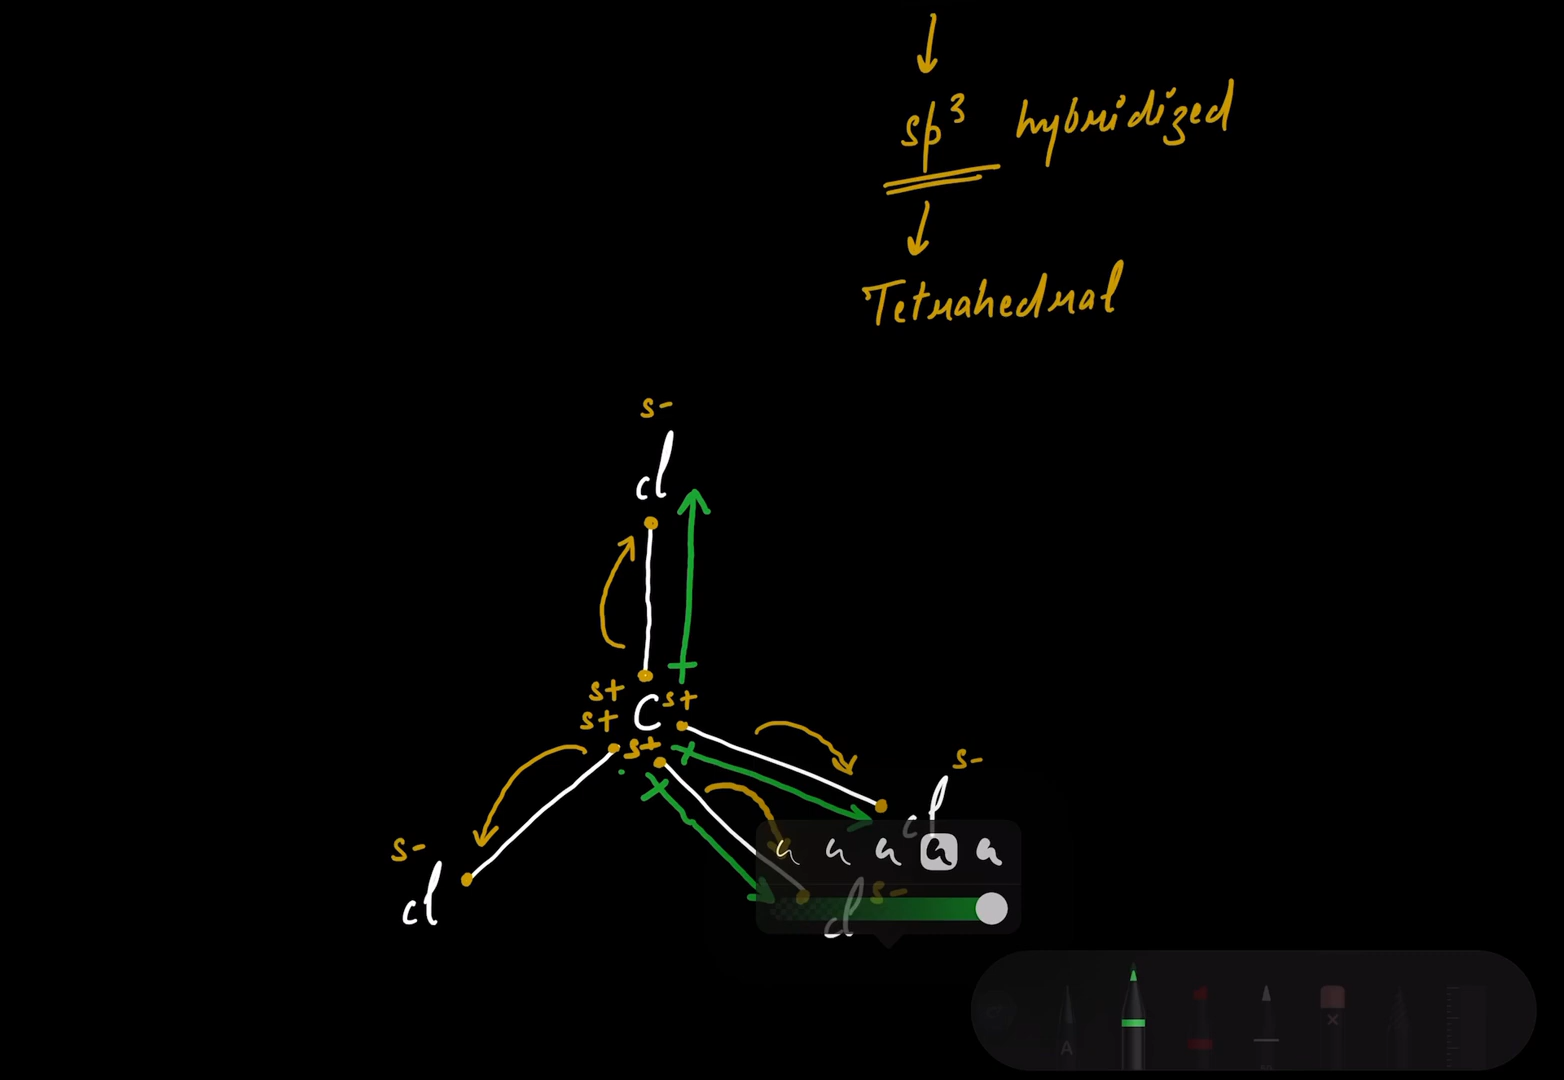 sp³ hybridized
Tetrahedral
δ-
cl
δ+
δ+ C δ+
δ+
δ-
δ-
cl
cl
δ-
cl
a a a a a
A